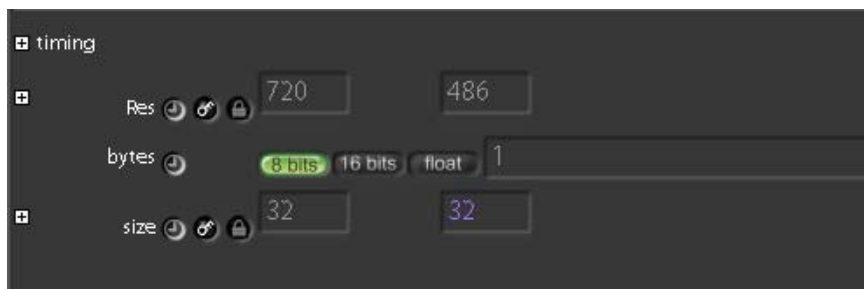 timing
Res 720 486
bytes 8 bits 16 bits float 1
size 32 32